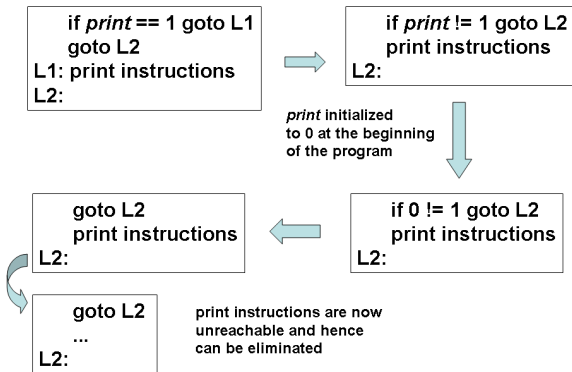 if print == 1 goto L1
goto L2
L1: print instructions
L2:
if print != 1 goto L2
print instructions
L2:
print initialized
to 0 at the beginning
of the program
if 0 != 1 goto L2
print instructions
L2:
goto L2
print instructions
L2:
goto L2
...
L2:
print instructions are now
unreachable and hence
can be eliminated